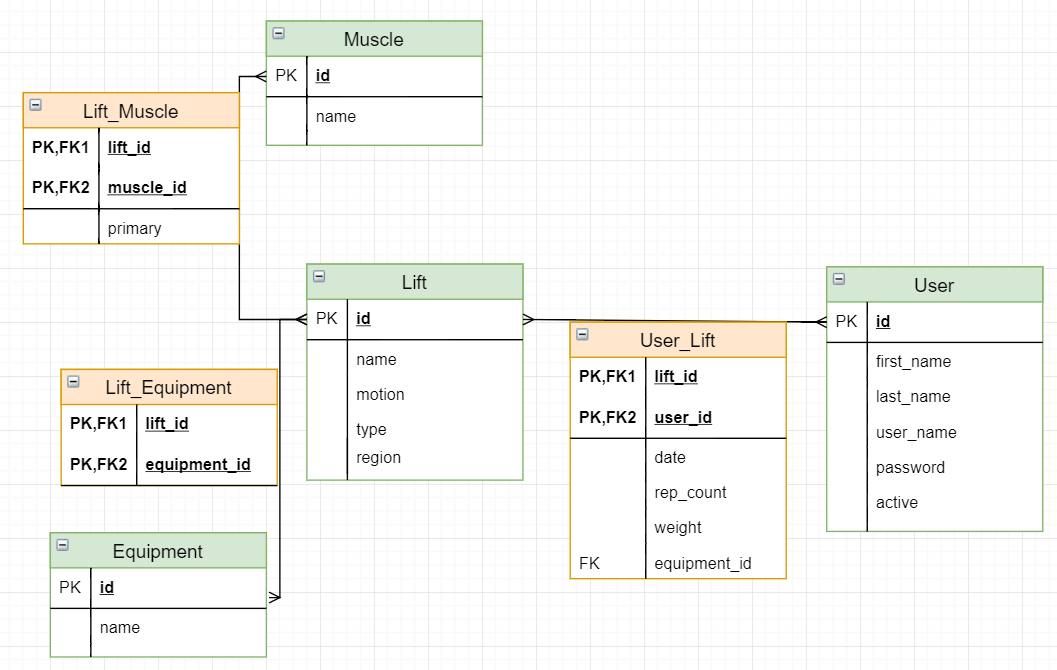 Muscle
PK id
name
Lift_Muscle
PK,FK1 lift_id
PK,FK2 muscle_id
primary
Lift
PK id
name
motion
type
region
User
PK id
first_name
last_name
user_name
password
active
User_Lift
PK,FK1 lift_id
PK,FK2 user_id
date
rep_count
weight
FK equipment_id
Lift_Equipment
PK,FK1 lift_id
PK,FK2 equipment_id
Equipment
PK id
name